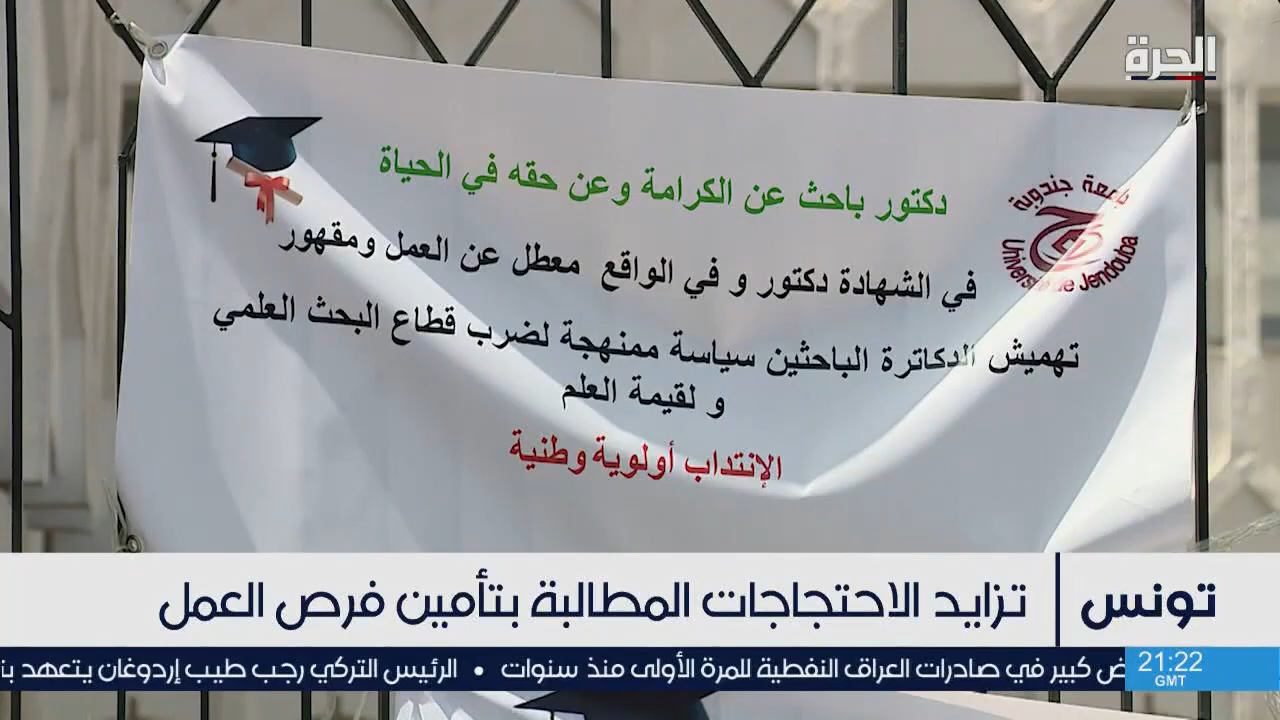 الحرة
جامعة جندوبة
Université de Jendouba
دكتور باحث عن الكرامة وعن حقه في الحياة
في الشهادة دكتور و في الواقع معطل عن العمل ومقهور
تهميش الدكاترة الباحثين سياسة ممنهجة لضرب قطاع البحث العلمي
و لقيمة العلم
الإنتداب أولوية وطنية
تونس
تزايد الاحتجاجات المطالبة بتأمين فرص العمل
كبير في صادرات العراق النفطية للمرة الأولى منذ سنوات • الرئيس التركي رجب طيب إردوغان يتعهد
21:22
GMT